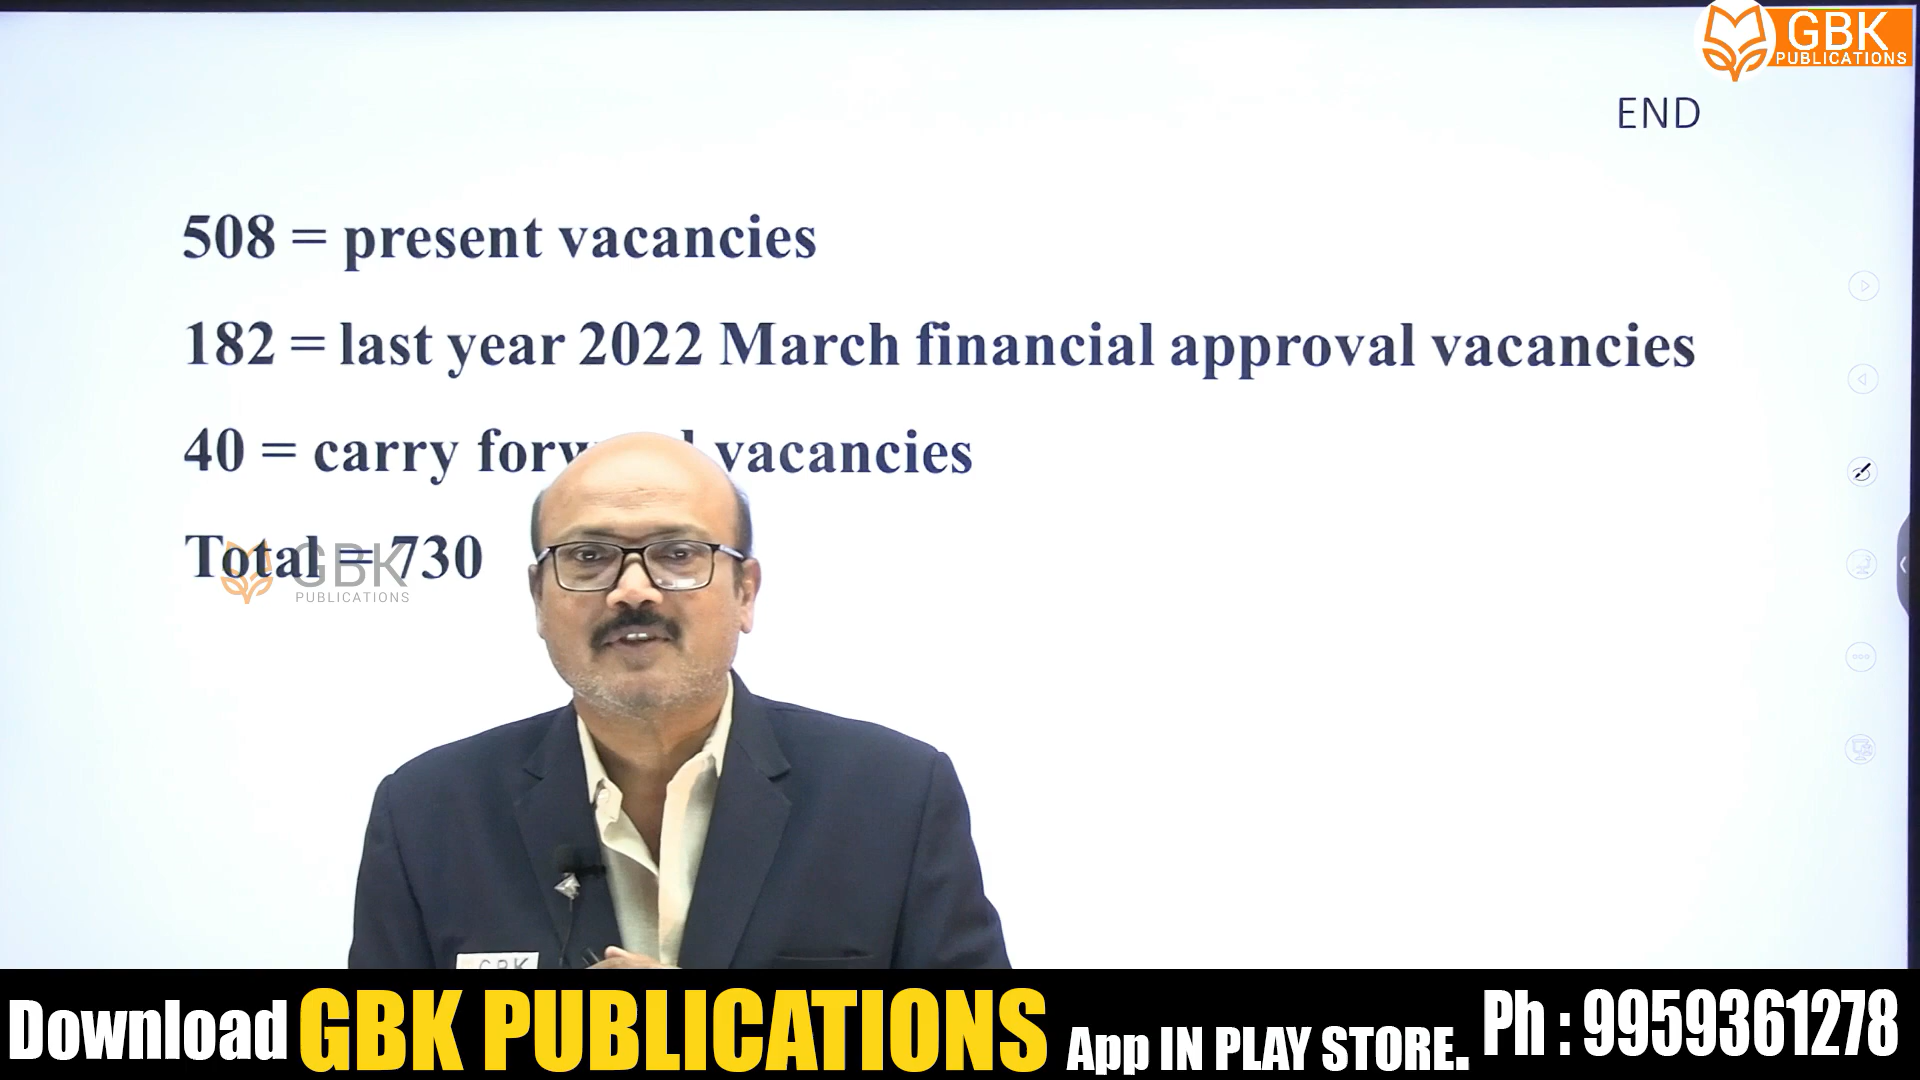 GBK
PUBLICATIONS
END
508 = present vacancies
182 = last year 2022 March financial approval vacancies
40 = carry vacancies
Total = 730
GBK
PUBLICATIONS
GBK
Download GBK PUBLICATIONS App IN PLAY STORE. Ph : 9959361278